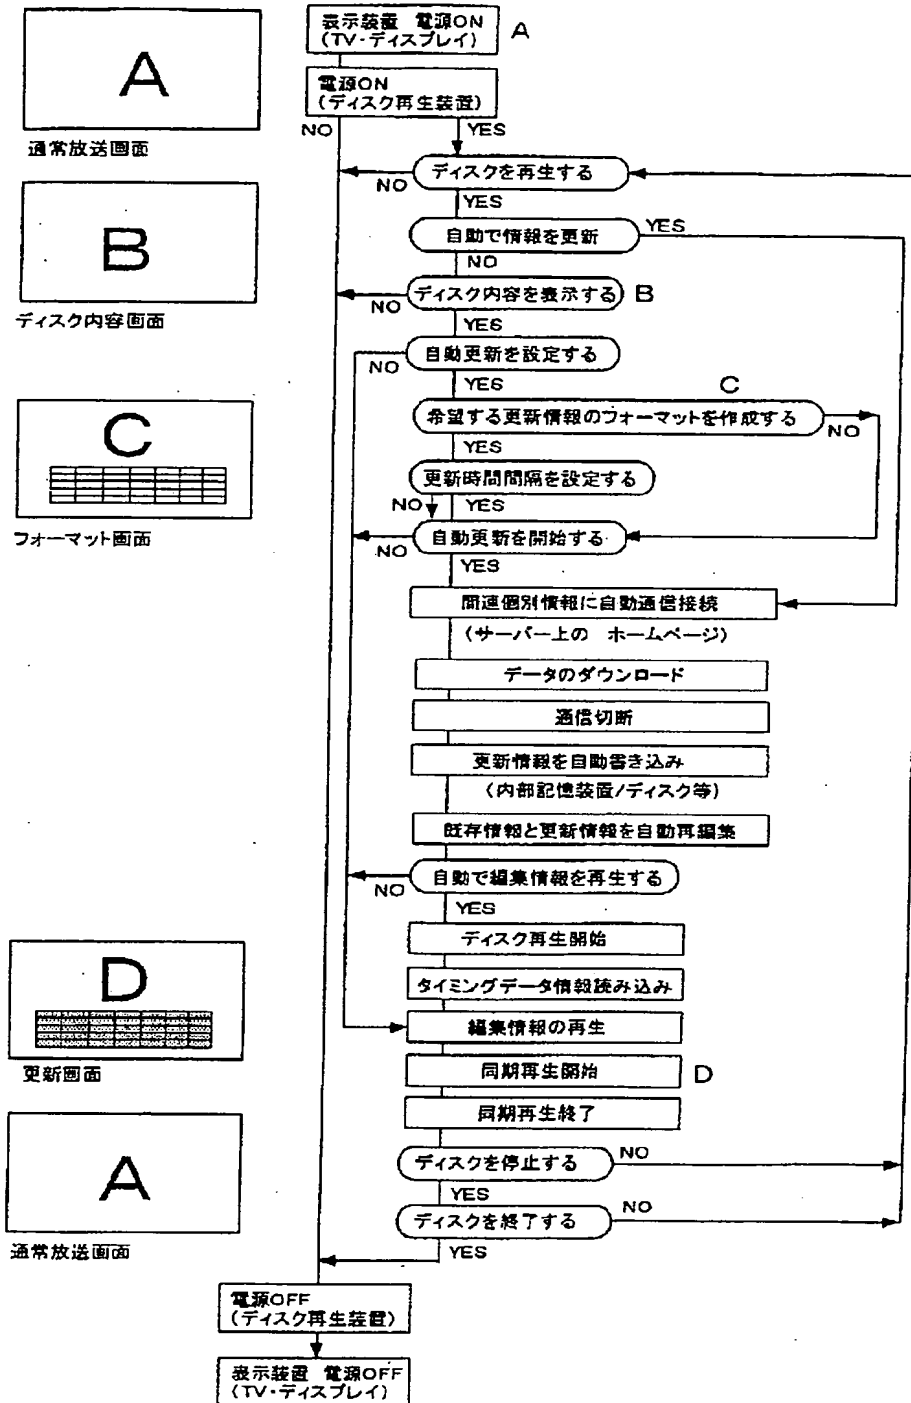 表示装置 電源ON
(TV・ディスプレイ)
A
A
通常放送画面
電源ON
(ディスク再生装置)
NO
YES
ディスクを再生する
NO
YES
自動で情報を更新
YES
NO
B
ディスク内容画面
ディスク内容を表示する
B
NO
YES
自動更新を設定する
NO
YES
C
希望する更新情報のフォーマットを作成する
NO
YES
C
フォーマット画面
更新時間間隔を設定する
NO
YES
自動更新を開始する
NO
YES
関連個別情報に自動通信接続
(サーバー上の ホームページ)
データのダウンロード
通信切断
更新情報を自動書き込み
(内部記憶装置/ディスク等)
既存情報と更新情報を自動再編集
自動で編集情報を再生する
NO
YES
ディスク再生開始
タイミングデータ情報読み込み
編集情報の再生
D
更新画面
同期再生開始
D
同期再生終了
ディスクを停止する
NO
YES
A
通常放送画面
ディスクを終了する
NO
YES
電源OFF
(ディスク再生装置)
表示装置 電源OFF
(TV・ディスプレイ)